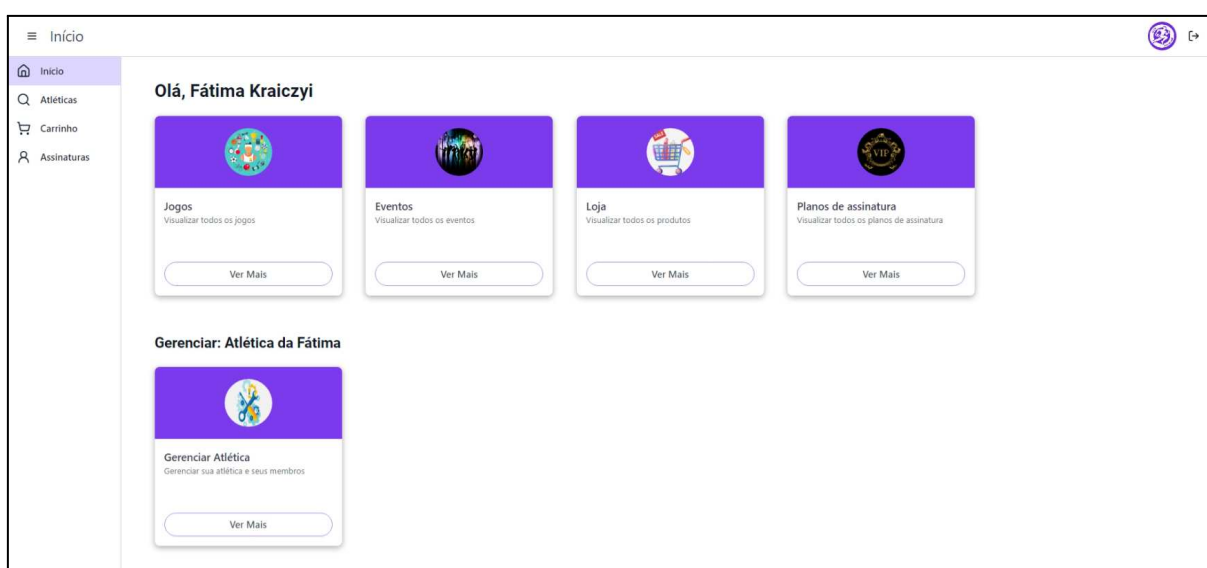 Início
Inicio
Atléticas
Carrinho
Assinaturas
Olá, Fátima Kraiczyi
Jogos
Visualizar todos os jogos
Ver Mais
Eventos
Visualizar todos os eventos
Ver Mais
SALE
Loja
Visualizar todos os produtos
Ver Mais
VIP
Planos de assinatura
Visualizar todos os planos de assinatura
Ver Mais
Gerenciar: Atlética da Fátima
Gerenciar Atlética
Gerenciar sua atlética e seus membros
Ver Mais